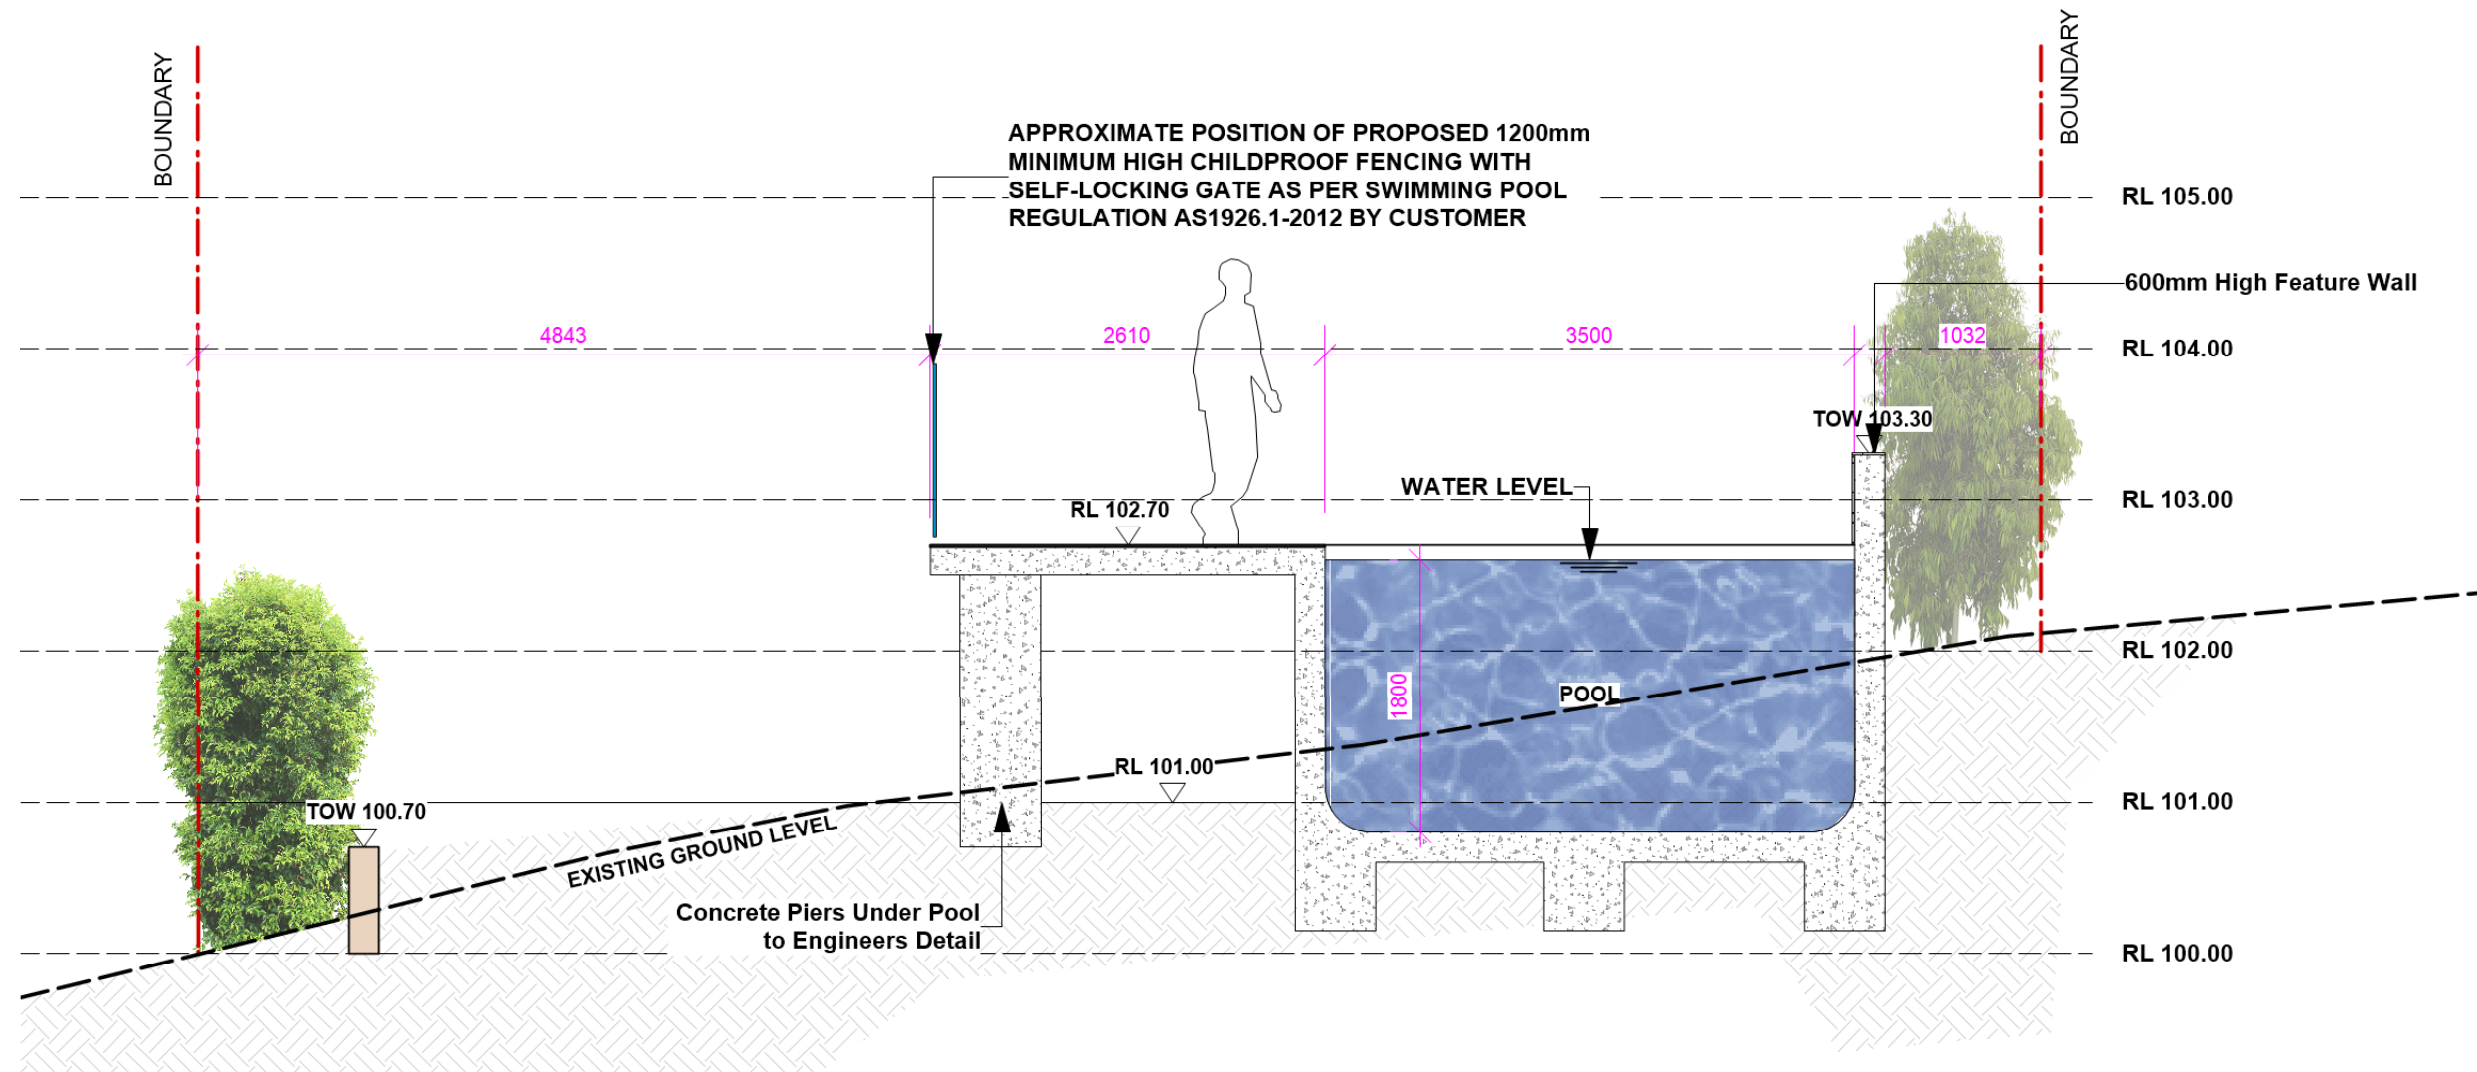 BOUNDARY
BOUNDARY
APPROXIMATE POSITION OF PROPOSED 1200mm
MINIMUM HIGH CHILDPROOF FENCING WITH
SELF-LOCKING GATE AS PER SWIMMING POOL
REGULATION AS1926.1-2012 BY CUSTOMER
RL 105.00
600mm High Feature Wall
4843
2610
3500
1032
RL 104.00
TOW 103.30
WATER LEVEL
RL 103.00
RL 102.70
RL 102.00
1800
POOL
RL 101.00
RL 101.00
TOW 100.70
EXISTING GROUND LEVEL
Concrete Piers Under Pool
to Engineers Detail
RL 100.00